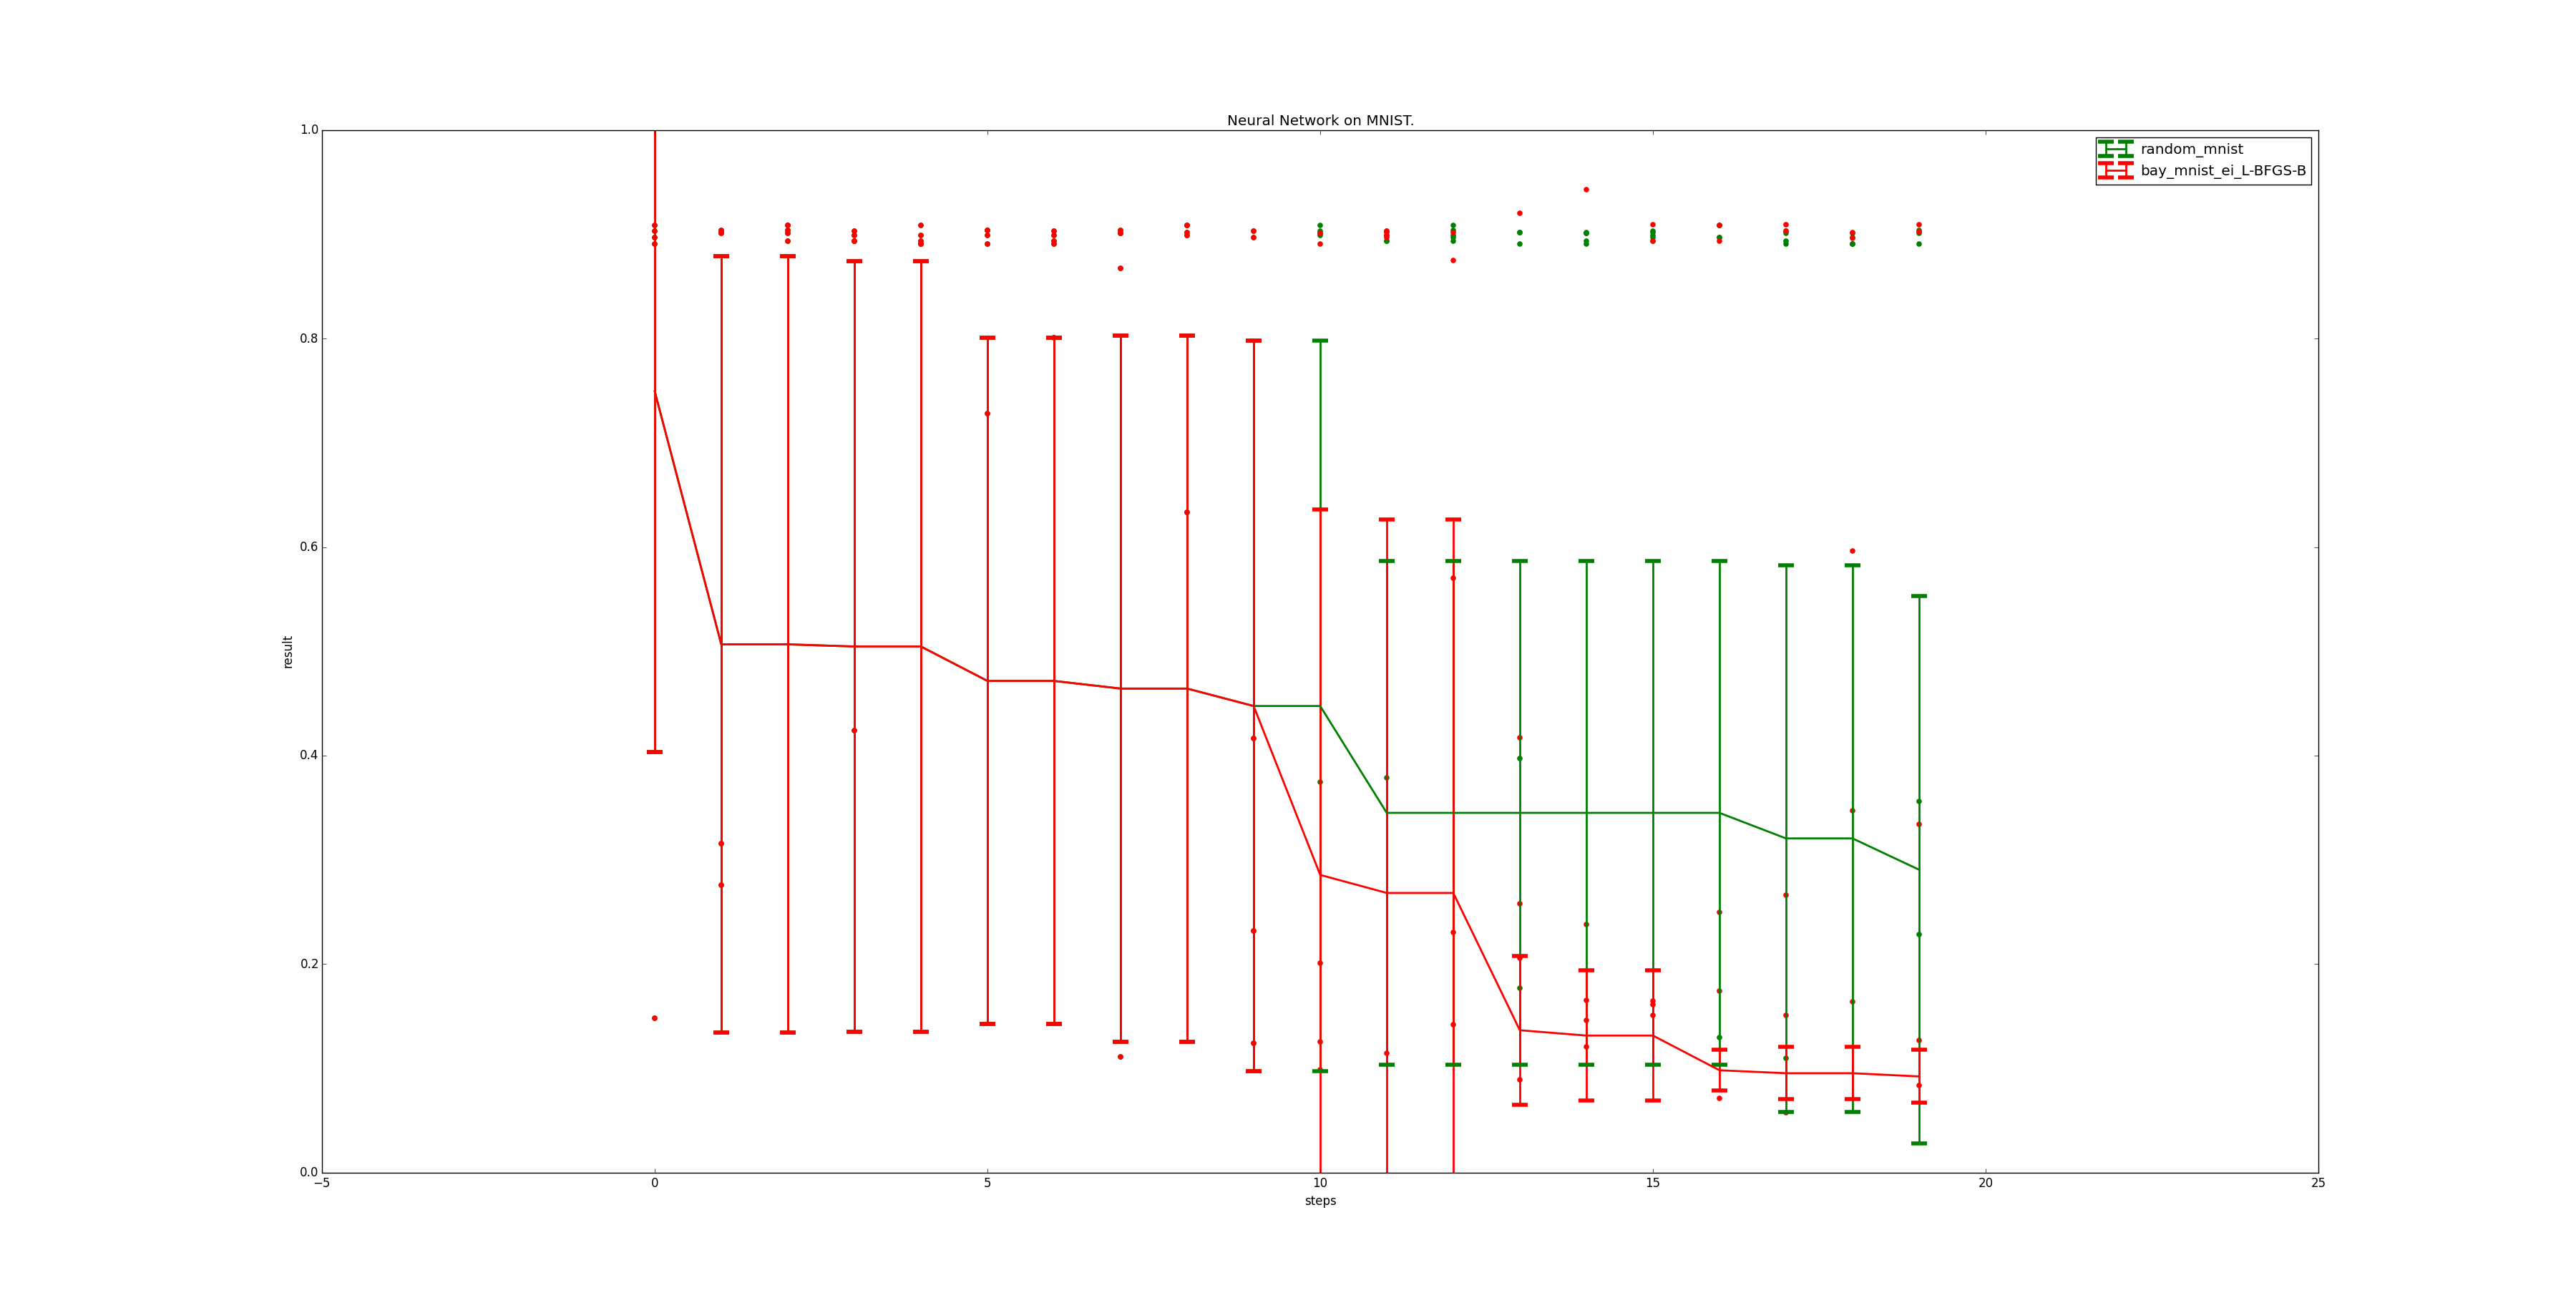 Neural Network on MNIST.
random_mnist
bay_mnist_ei_L-BFGS-B
1.0
0.8
0.6
0.4
0.2
0.0
result
−5
0
5
10
15
20
25
steps